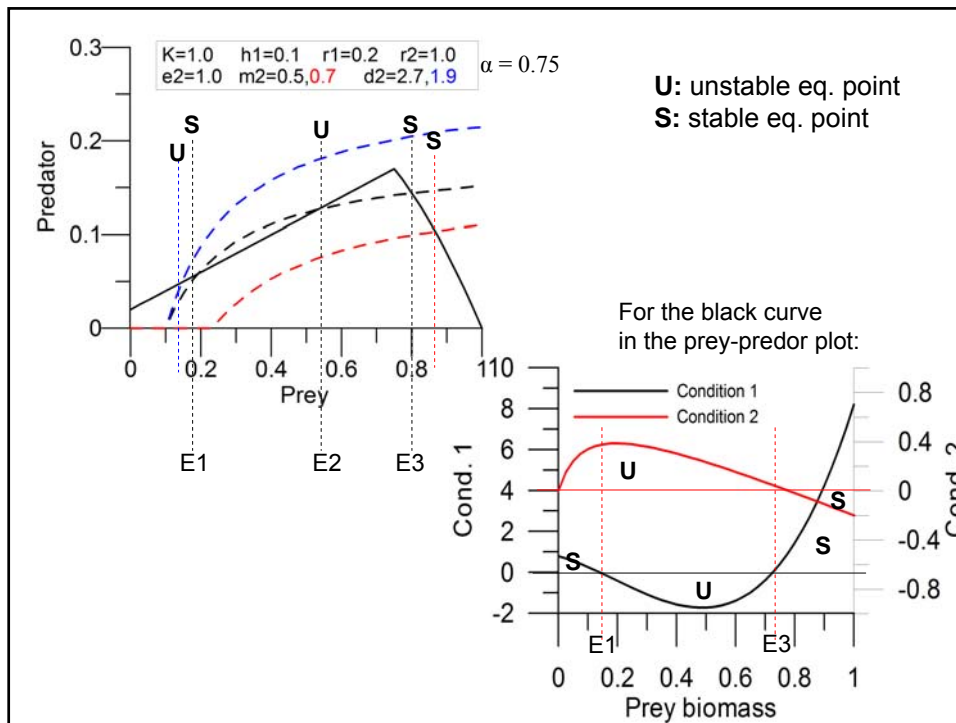 0.3
K=1.0 h1=0.1 r1=0.2 r2=1.0
e2=1.0 m2=0.5,0.7 d2=2.7,1.9
α = 0.75
U: unstable eq. point
S: stable eq. point
S
U
U
S
S
0.2
0.1
0
Predator
0 0.2 0.4 0.6 0.8 110
Prey
E1 E2 E3
For the black curve
in the prey-predor plot:
Condition 1
Condition 2
8
6
4
2
0
-2
Cond. 1
0.8
0.4
0
-0.4
-0.8
Cond. 2
U
S
S
S
U
E1 E3
0 0.2 0.4 0.6 0.8 1
Prey biomass